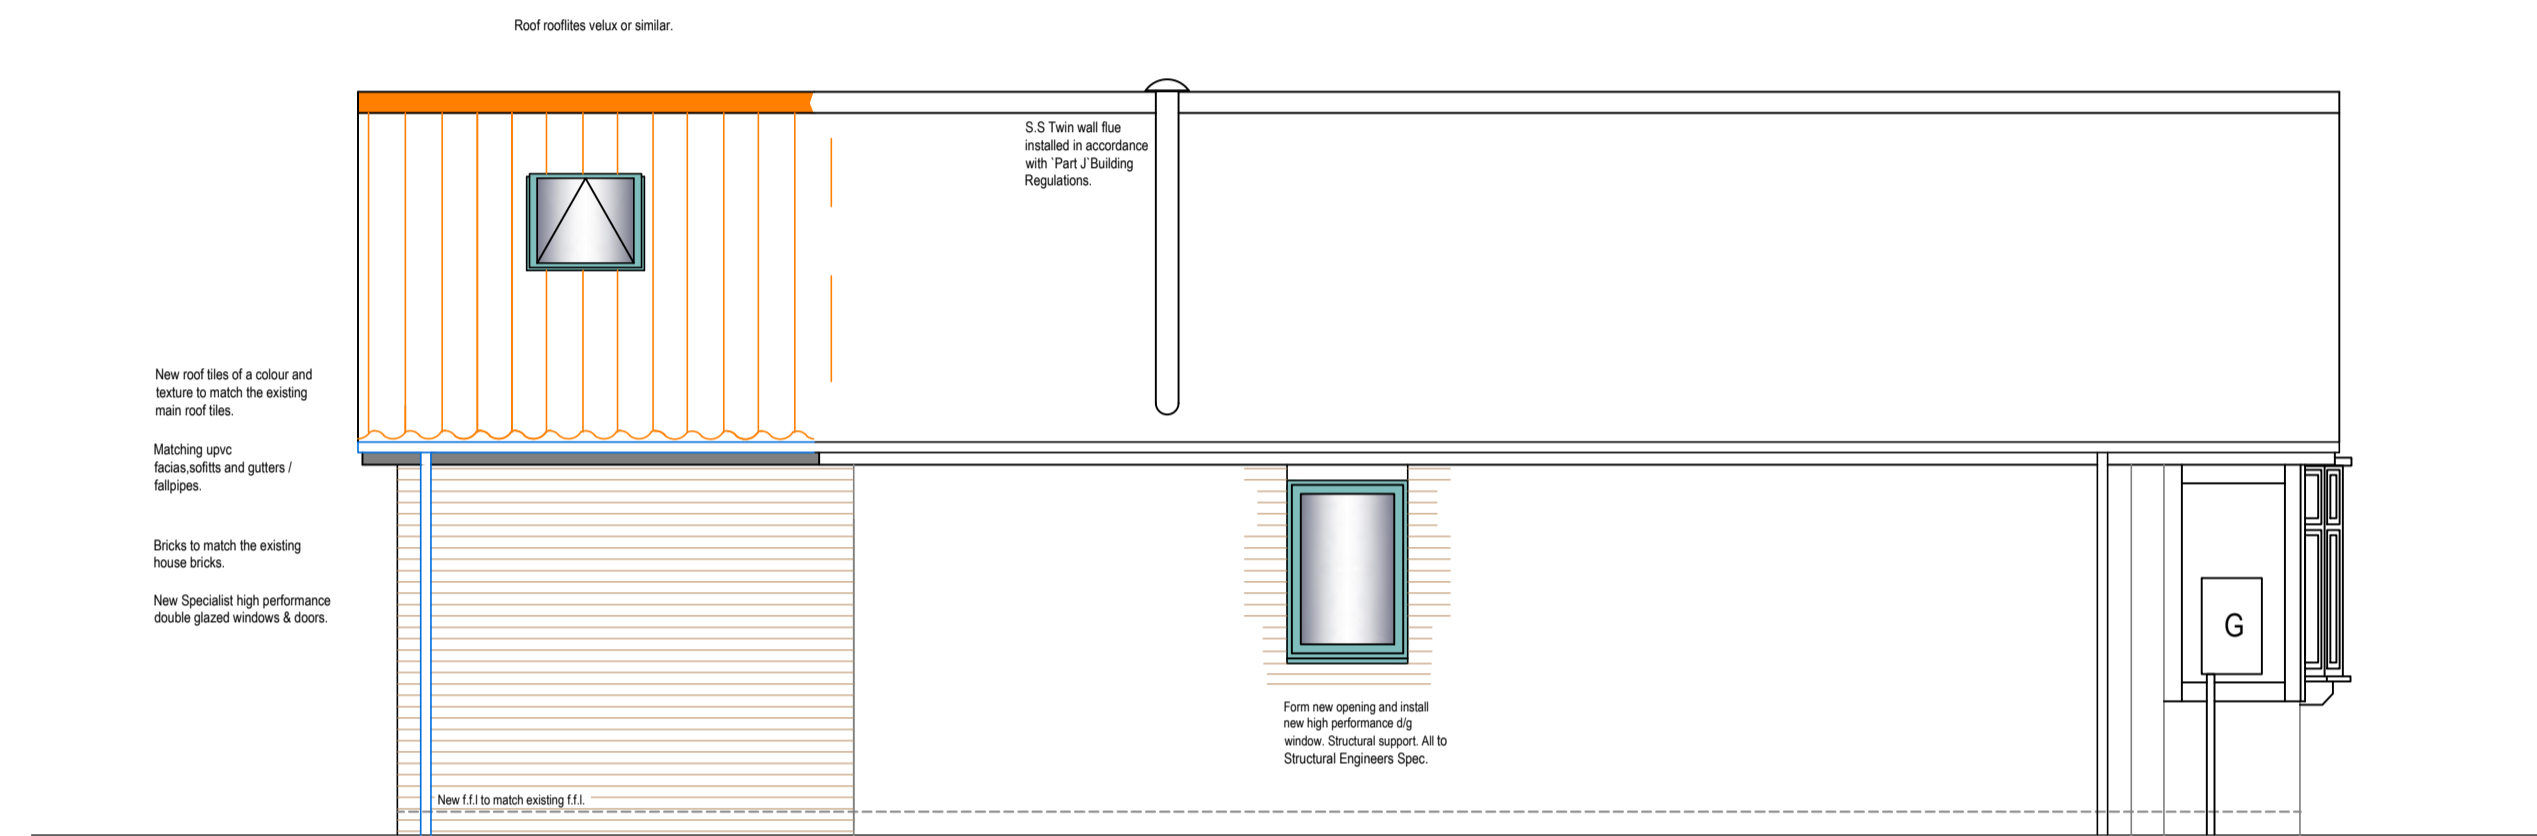 Roof rooflites velux or similar.
S.S Twin wall flue
installed in accordance
with `Part J`Building
Regulations.
New roof tiles of a colour and
texture to match the existing
main roof tiles.
Matching upvc
facias,sofitts and gutters /
fallpipes.
Bricks to match the existing
house bricks.
New Specialist high performance
double glazed windows & doors.
G
Form new opening and install
new high performance d/g
window. Structural support. All to
Structural Engineers Spec.
New f.f.l to match existing f.f.l.